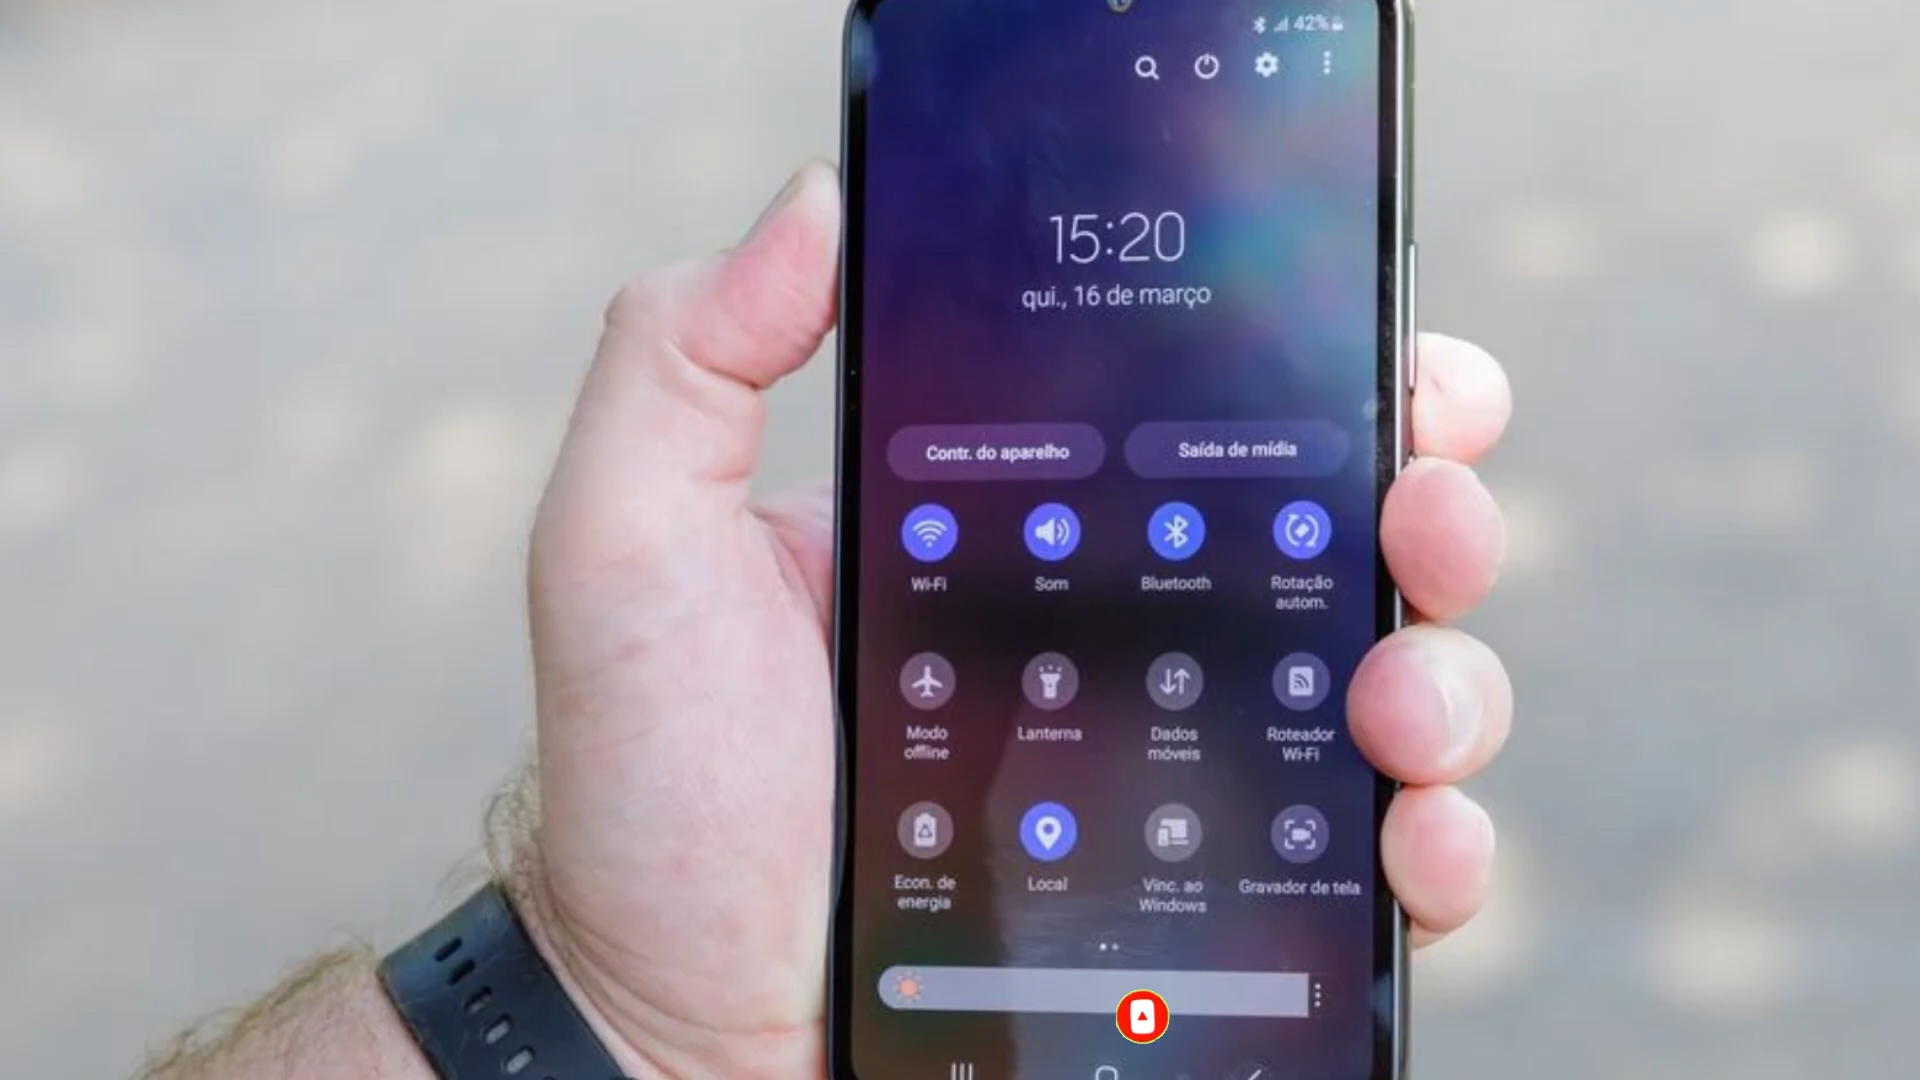 42%
15:20
qui., 16 de março
Contr. do aparelho
Saída de mídia
Wi-Fi
Som
Bluetooth
Rotação
autom.
Modo
offline
Lanterna
Dados
móveis
Roteador
Wi-Fi
Econ. de
energia
Local
Vinc. ao
Windows
Gravador de tela